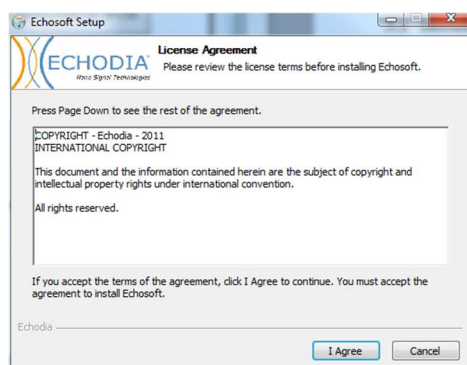 Echosoft Setup
ECHODIA
License Agreement
Please review the license terms before installing Echosoft.
Press Page Down to see the rest of the agreement.
COPYRIGHT - Echodia - 2011
INTERNATIONAL COPYRIGHT
This document and the information contained herein are the subject of copyright and
intellectual property rights under international convention.
All rights reserved.
If you accept the terms of the agreement, click I Agree to continue. You must accept the
agreement to install Echosoft.
Echodia
I Agree
Cancel